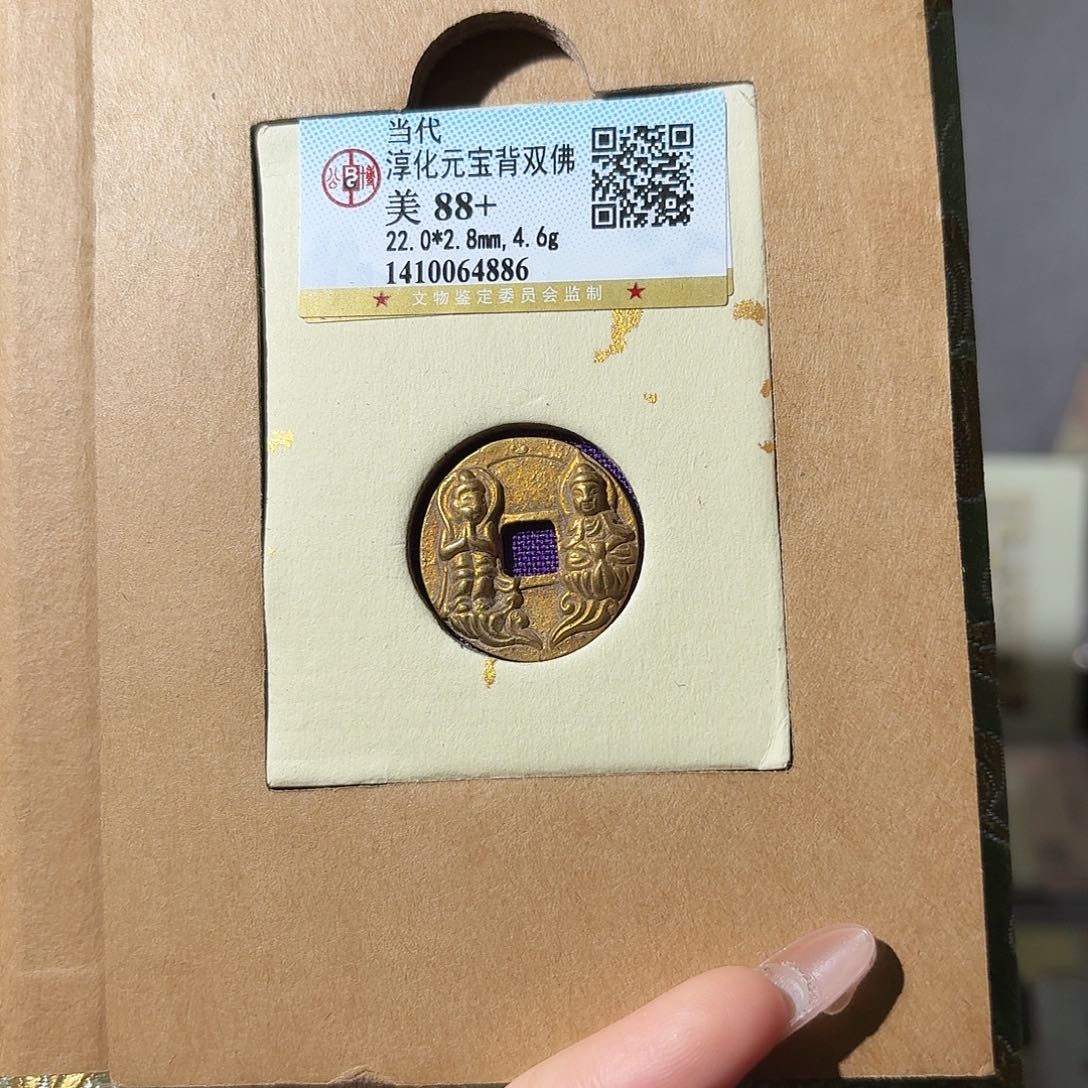 当代
淳化元宝背双佛
美 88+
22.0*2.8mm,4.6g
1410064886
文物鉴定委员会监制